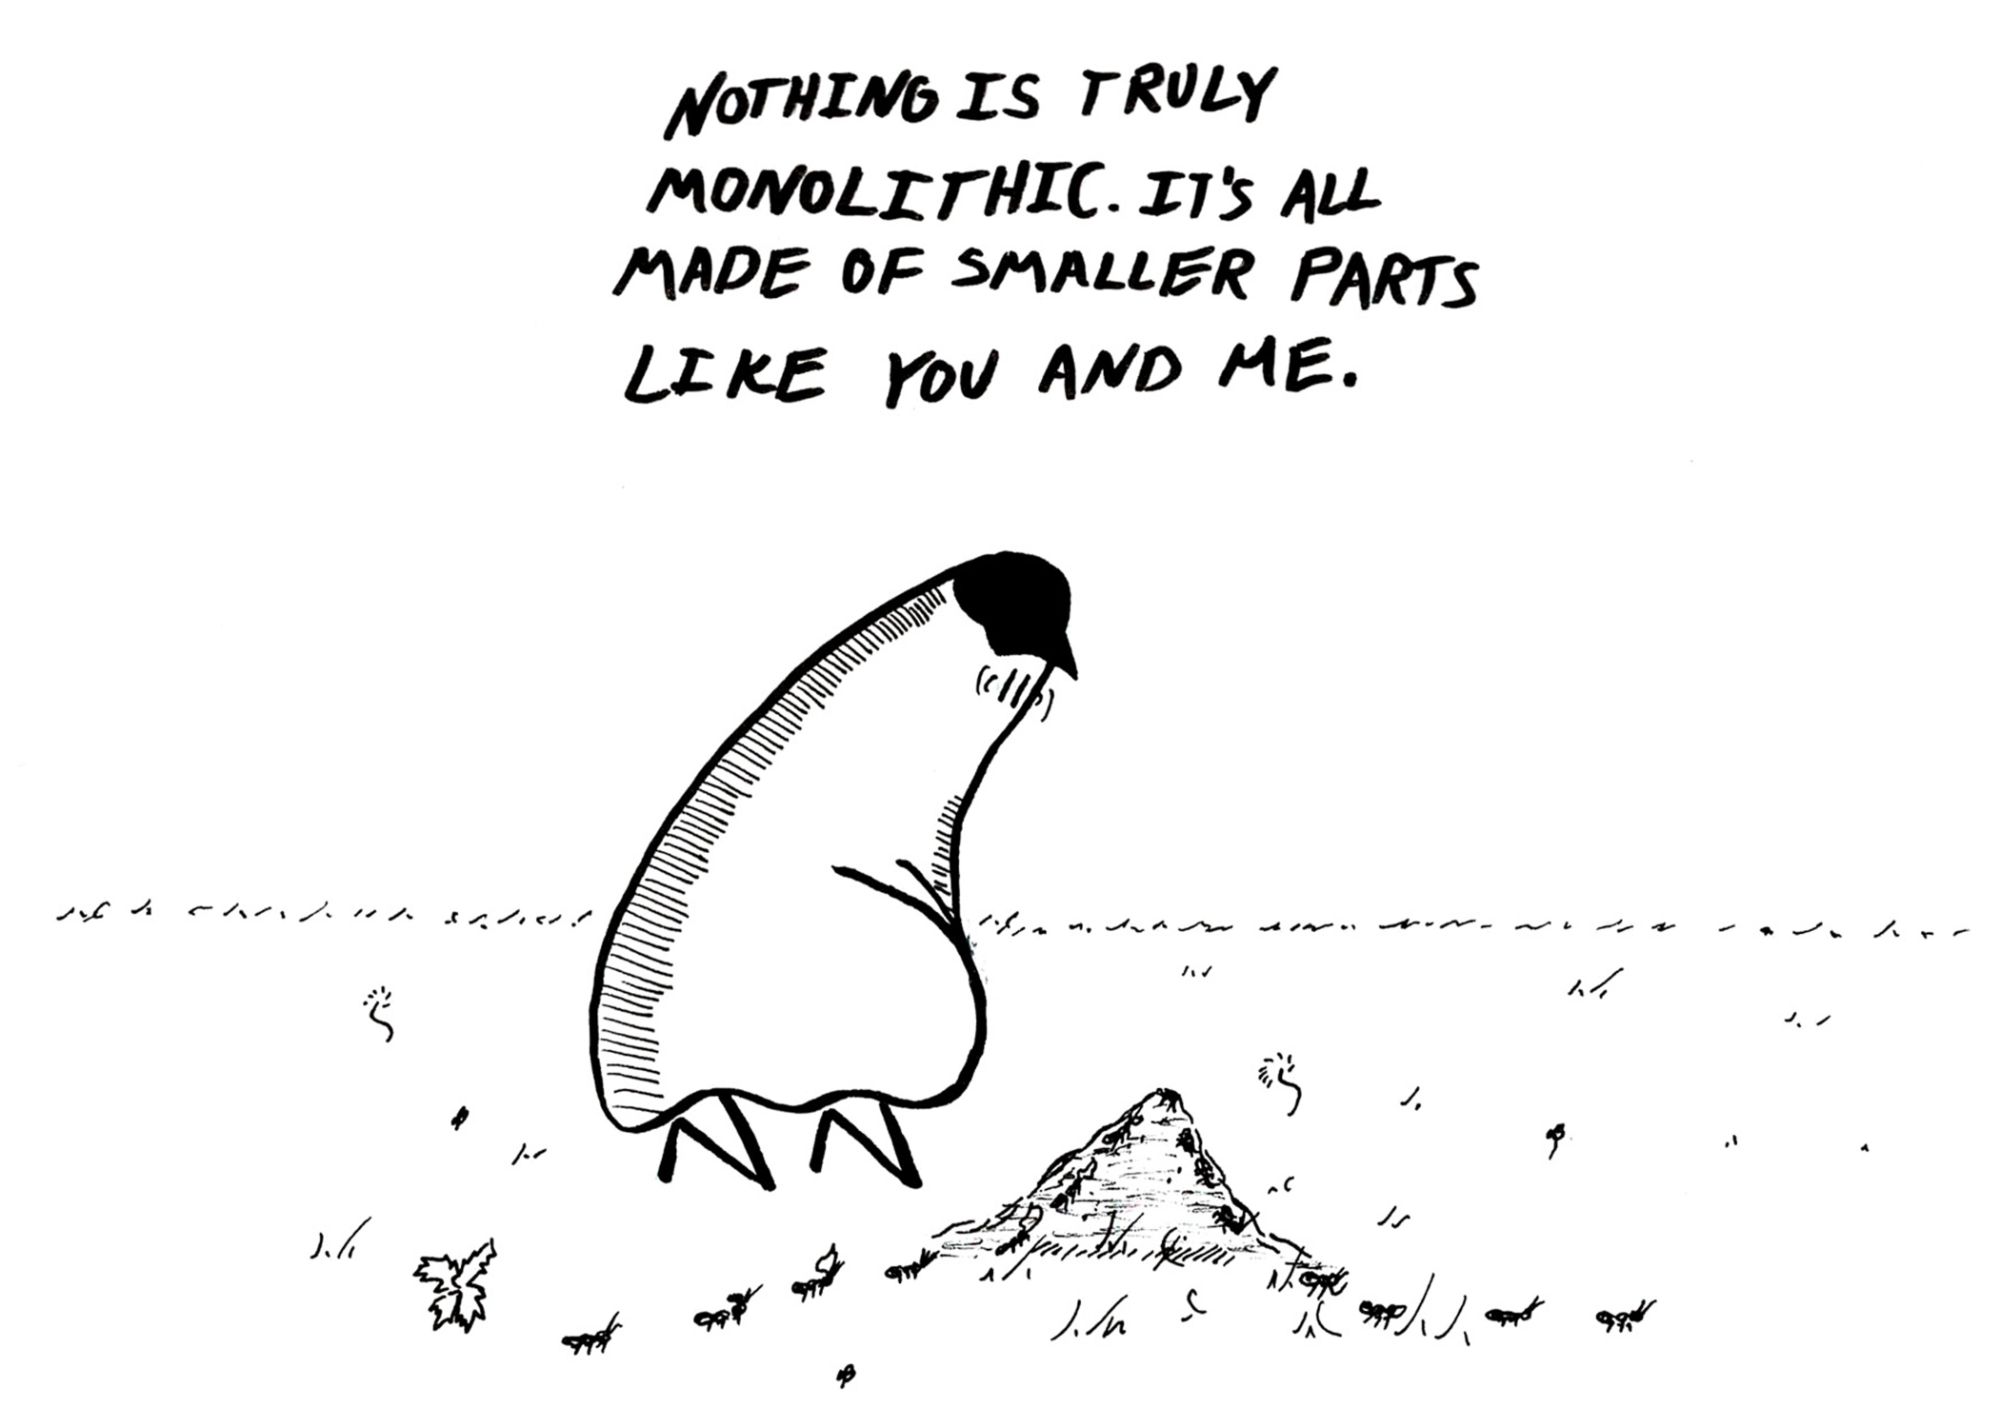 NOTHING IS TRULY
MONOLITHIC. IT'S ALL
MADE OF SMALLER PARTS
LIKE YOU AND ME.